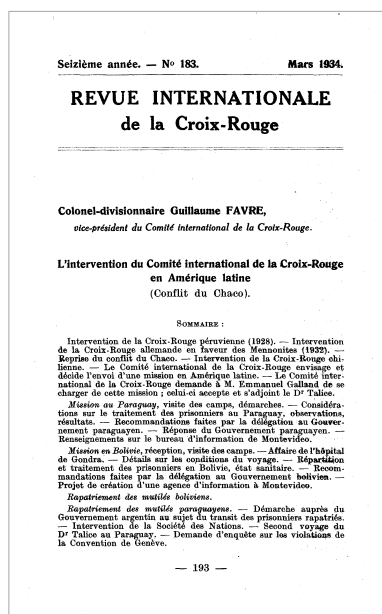 Seizième année. — Nº 183. Mars 1934.
REVUE INTERNATIONALE
de la Croix-Rouge
Colonel-divisionnaire Guillaume FAVRE,
vice-président du Comité international de la Croix-Rouge.
L'intervention du Comité international de la Croix-Rouge
en Amérique latine
(Conflit du Chaco).
SOMMAIRE :
Intervention de la Croix-Rouge péruvienne (1928). — Intervention
de la Croix-Rouge allemande en faveur des Mennonites (1932). —
Reprise du conflit du Chaco. — Intervention de la Croix-Rouge chi-
lienne. — Le Comité international de la Croix-Rouge envisage et
décide l'envoi d'une mission en Amérique latine. — Le Comité inter-
national de la Croix-Rouge demande à M. Emmanuel Galland de se
charger de cette mission ; celui-ci accepte et s'adjoint le Dr Talice.
Mission au Paraguay, visite des camps, démarches. — Considéra-
tions sur le traitement des prisonniers au Paraguay, observations,
résultats. — Recommandations faites par la délégation au Gouver-
nement paraguayen. — Réponse du Gouvernement paraguayen. —
Renseignements sur le bureau d'information de Montevideo.
Mission en Bolivie, réception, visite des camps. — Affaire de l'hôpital
de Gondra. — Détails sur les conditions du voyage. — Répartition
et traitement des prisonniers en Bolivie, état sanitaire. — Recom-
mandations faites par la délégation au Gouvernement bolivien. —
Projet de création d'une agence d'information à Montevideo.
Rapatriement des mutilés boliviens.
Rapatriement des mutilés paraguayens. — Démarche auprès du
Gouvernement argentin au sujet du transit des prisonniers rapatriés.
— Intervention de la Société des Nations. — Second voyage du
Dr Talice au Paraguay. — Demande d'enquête sur les violations de
la Convention de Genève.
— 193 —